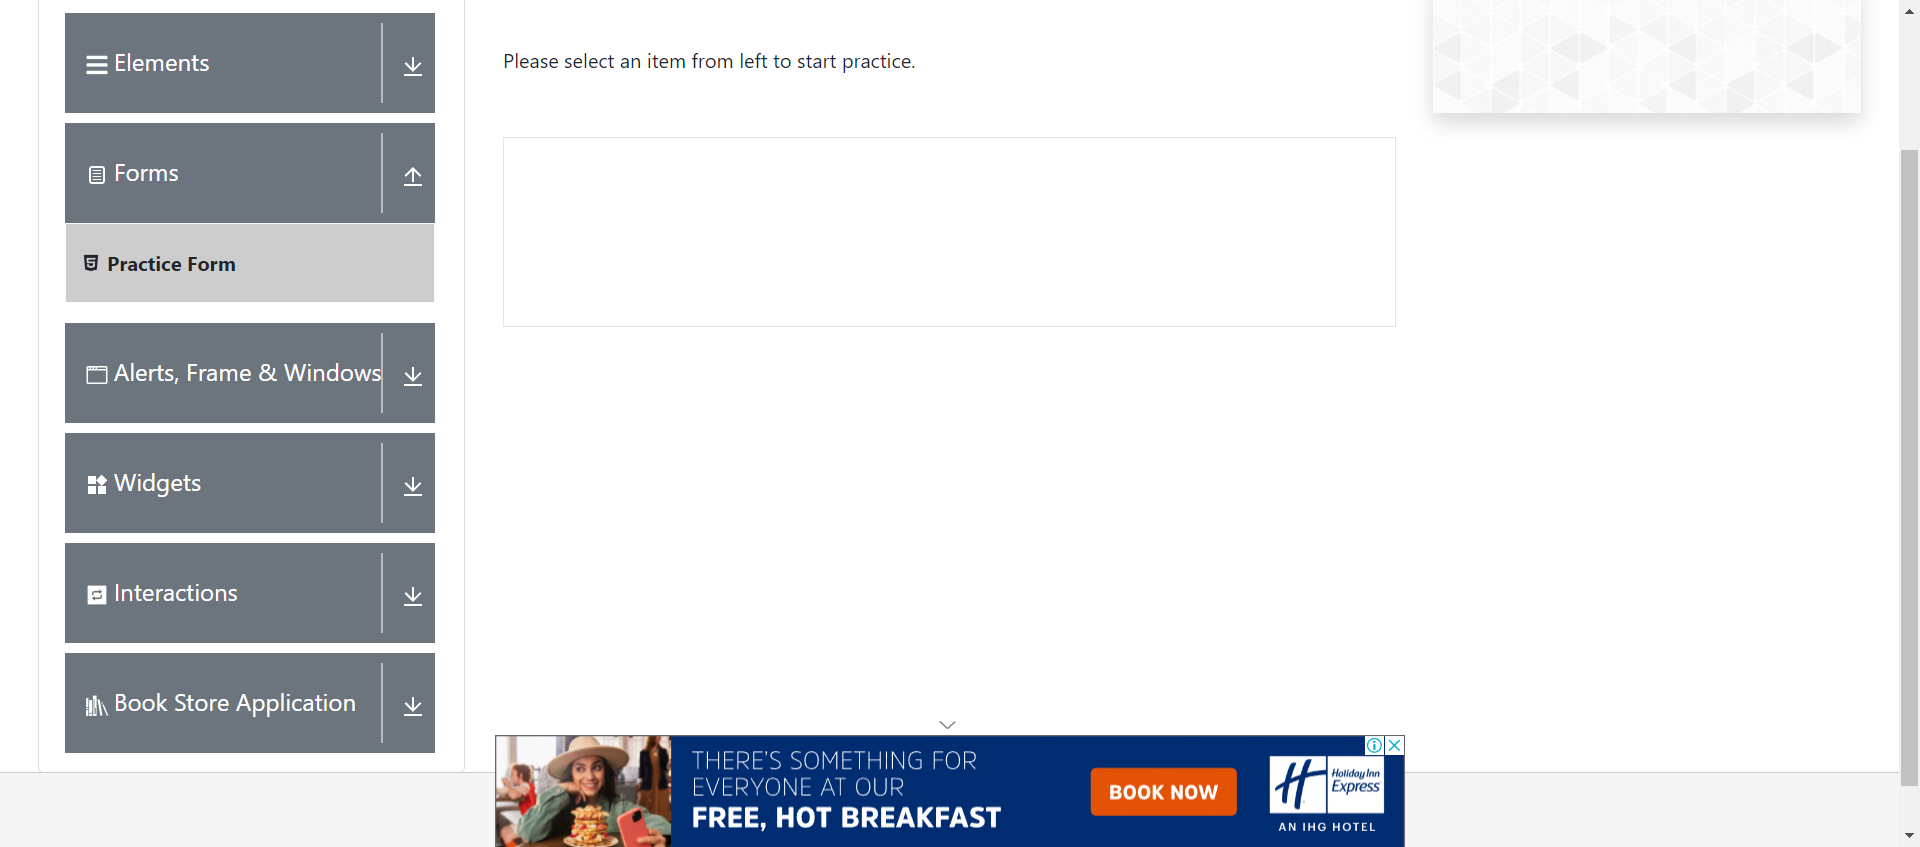 Elements
Forms
Practice Form
Alerts, Frame & Windows
Widgets
Interactions
Book Store Application
Please select an item from left to start practice.
THERE'S SOMETHING FOR
EVERYONE AT OUR
FREE, HOT BREAKFAST
BOOK NOW
Holiday Inn
Express
AN IHG HOTEL